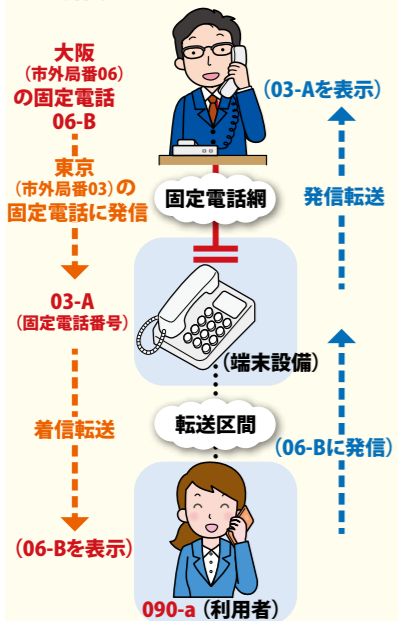 大阪
(市外局番06)
の固定電話
06-B
東京
(市外局番03)の
固定電話に発信
03-A
(固定電話番号)
着信転送
(06-Bを表示)
固定電話網
(端末設備)
転送区間
090-a (利用者)
(03-Aを表示)
発信転送
(06-Bに発信)